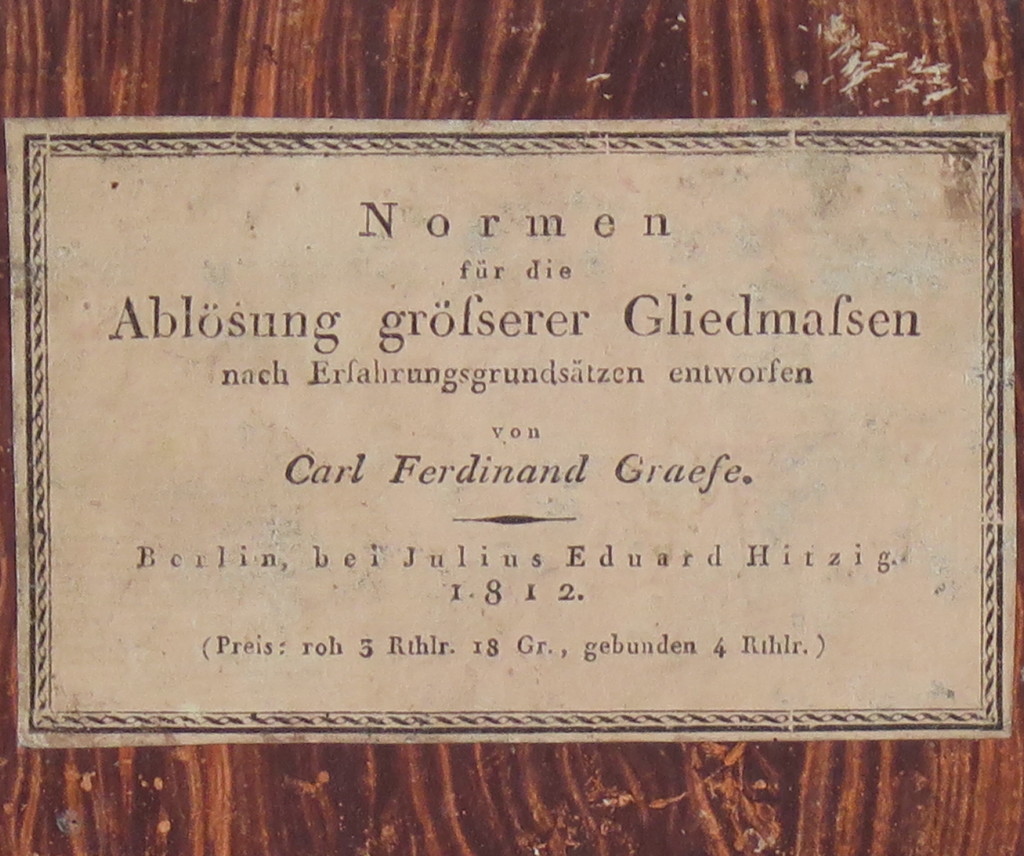 Normen
für die
Ablösung gröſserer Gliedmaſsen
nach Erfahrungsgrundsätzen entworfen
von
Carl Ferdinand Graefe.
Berlin, bei Julius Eduard Hitzig.
1812.
(Preis: roh 3 Rthlr. 18 Gr., gebunden 4 Rthlr.)